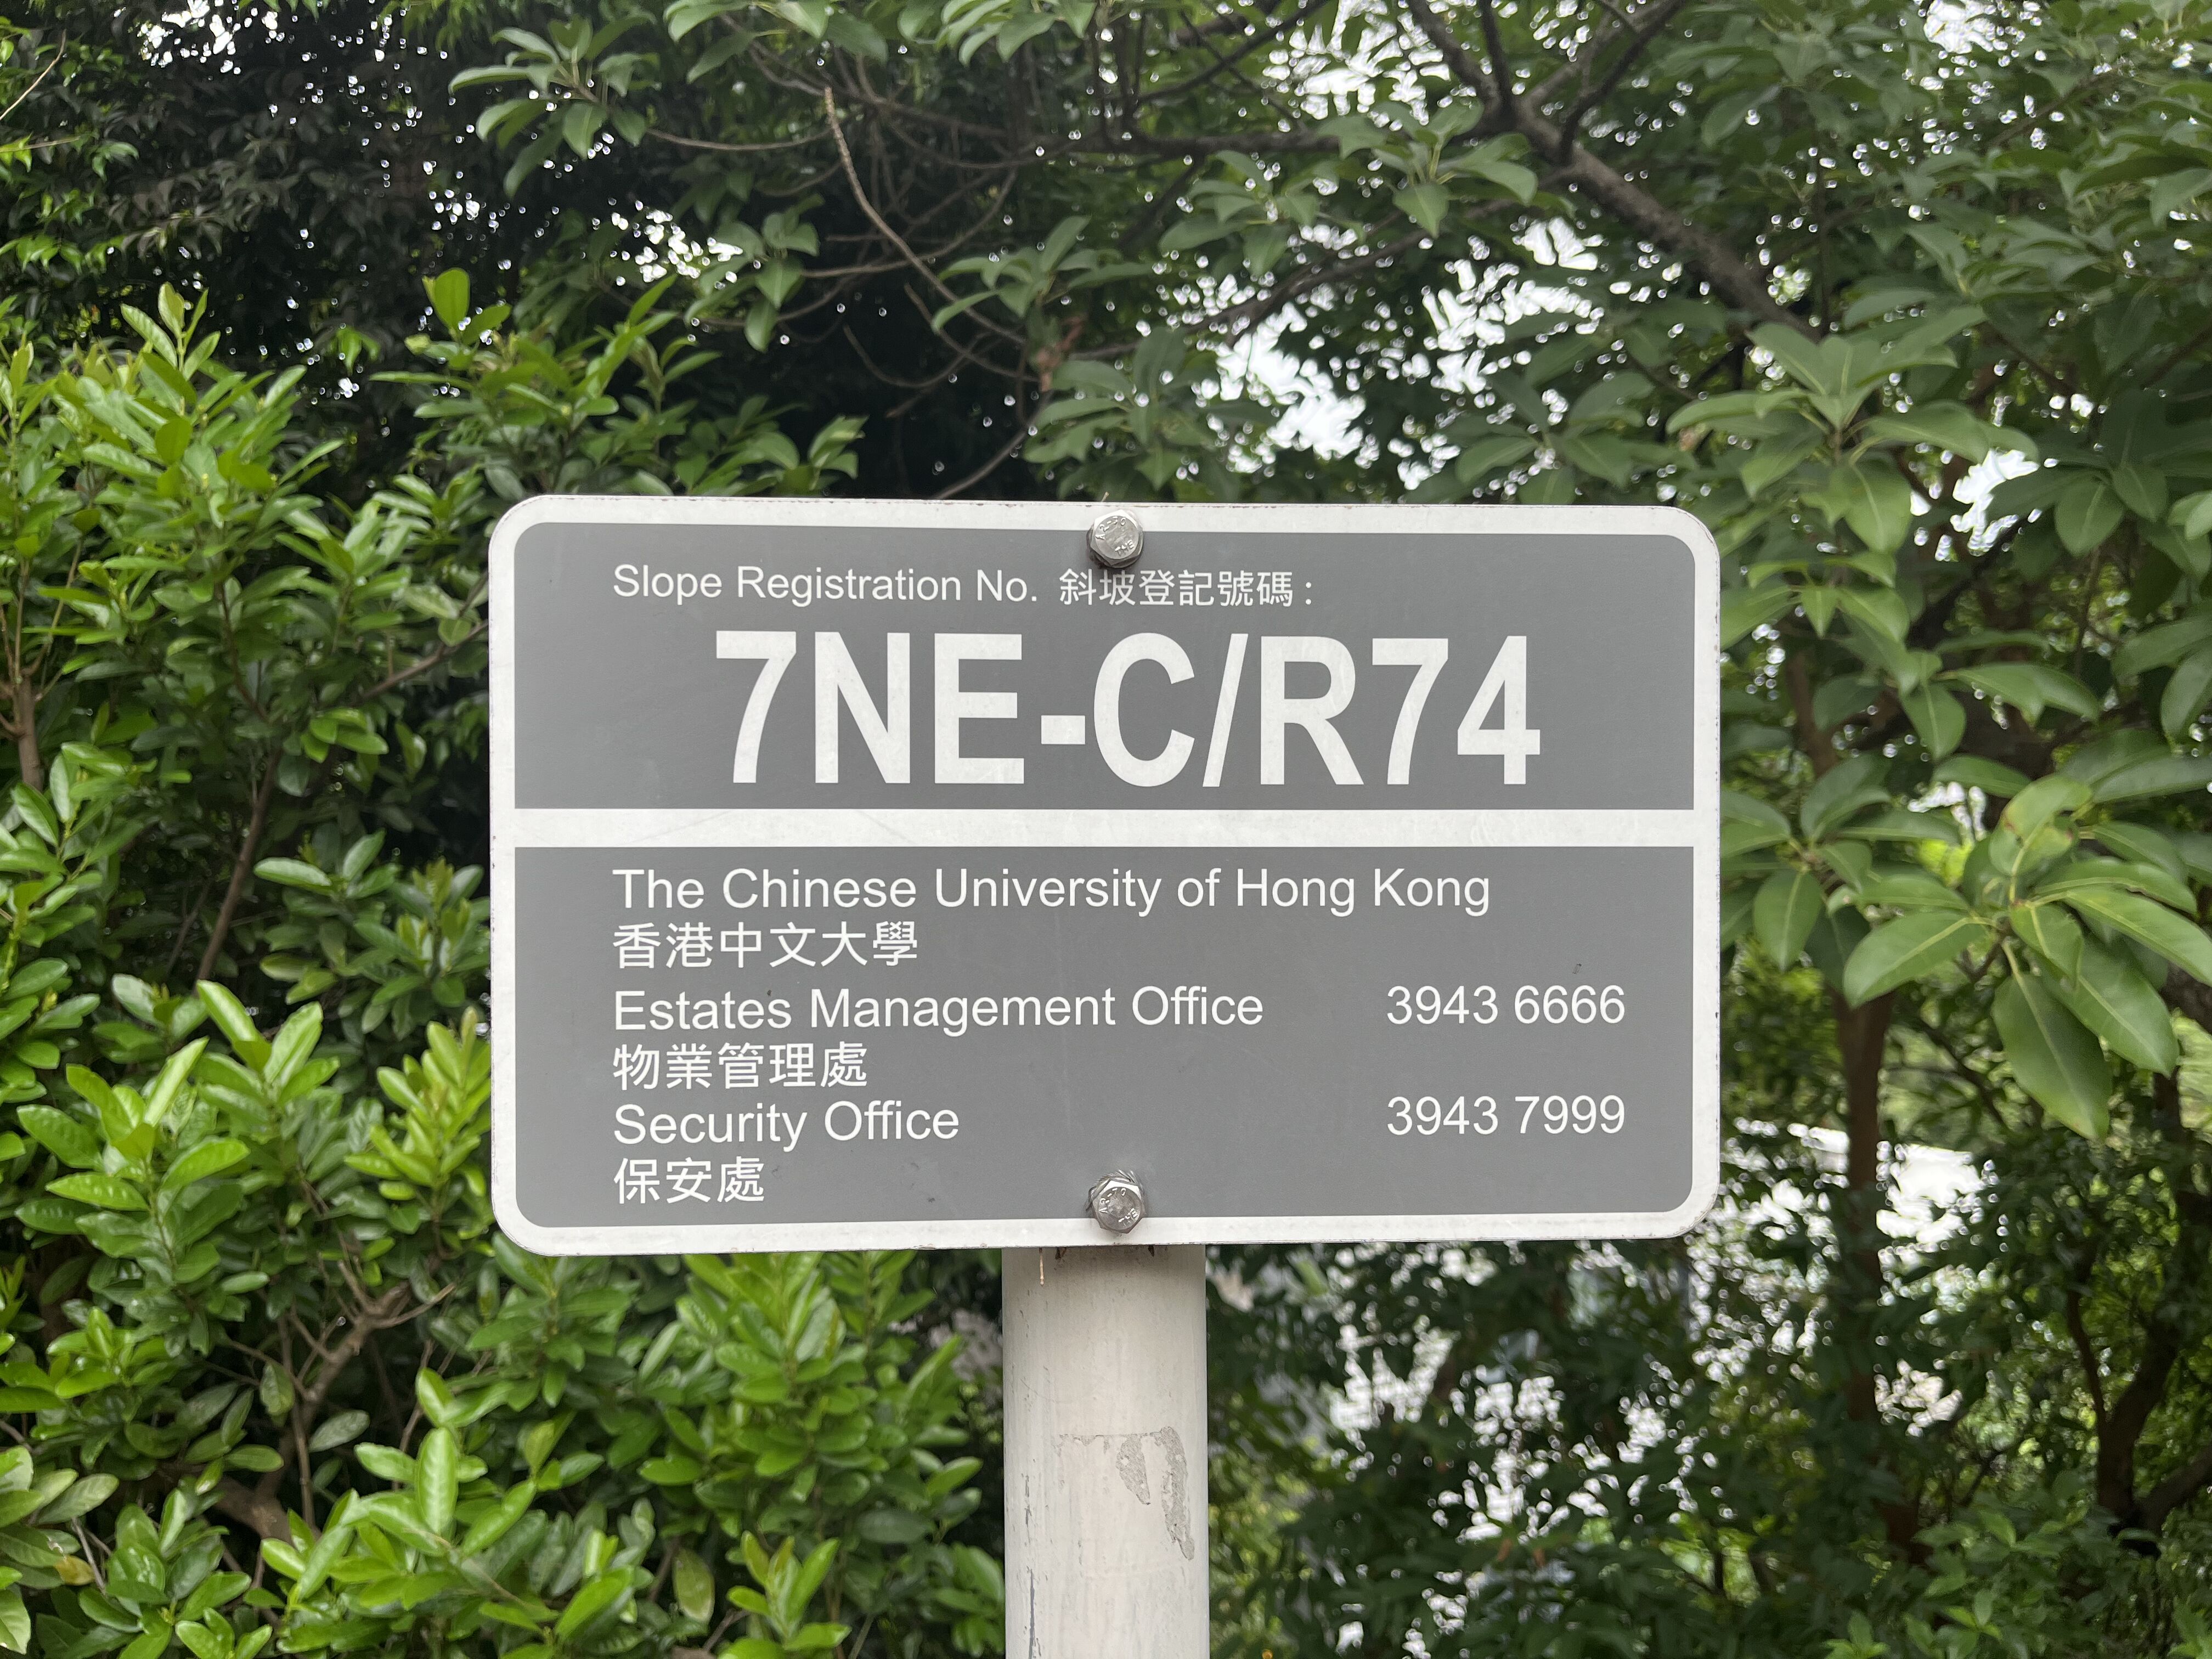 Slope Registration No. 斜坡登記號碼 :
7NE-C/R74
The Chinese University of Hong Kong
香港中文大學
Estates Management Office 3943 6666
物業管理處
Security Office 3943 7999
保安處